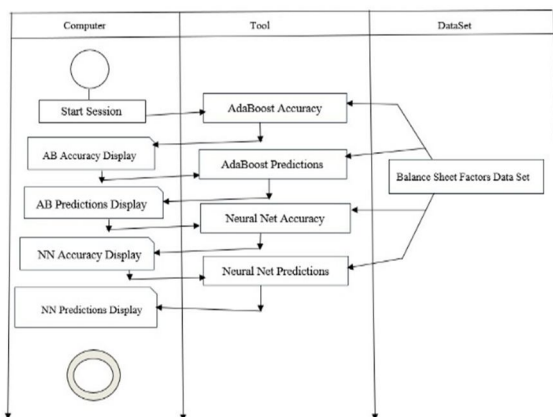 Computer
Tool
DataSet
Start Session
AdaBoost Accuracy
AB Accuracy Display
AdaBoost Predictions
Balance Sheet Factors Data Set
AB Predictions Display
Neural Net Accuracy
NN Accuracy Display
Neural Net Predictions
NN Predictions Display